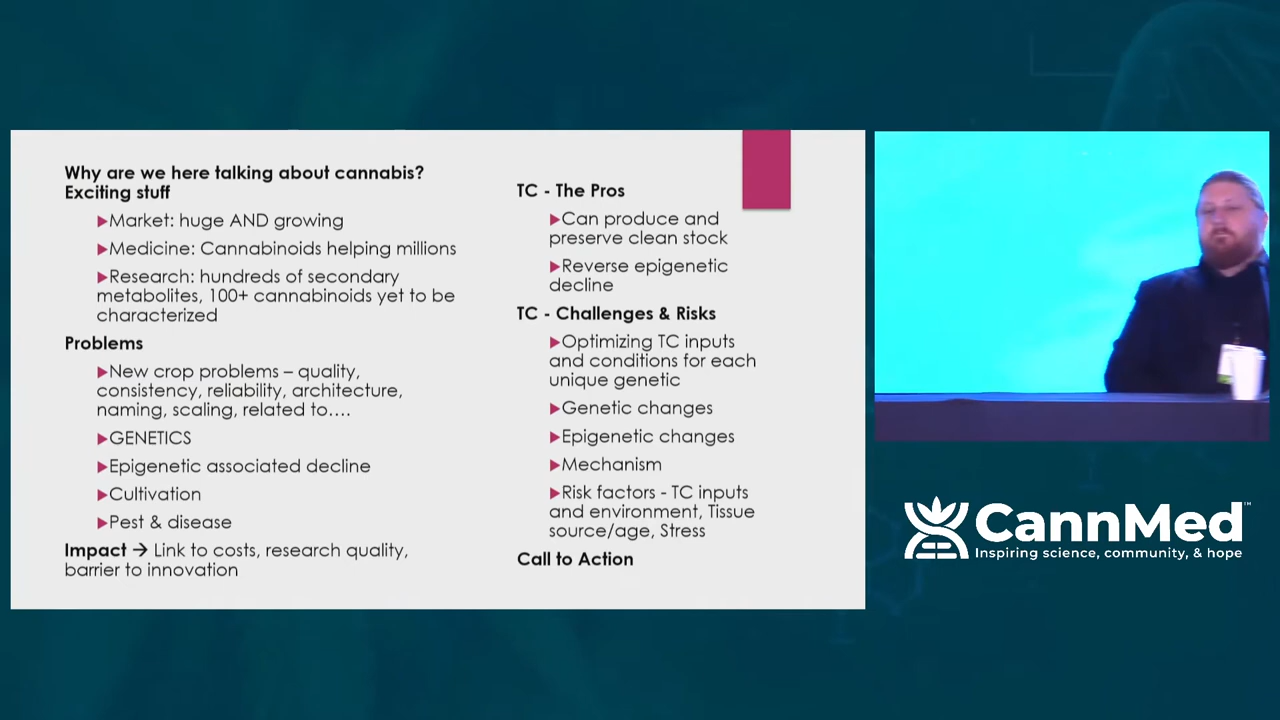 Why are we here talking about cannabis?
Exciting stuff
▶Market: huge AND growing
▶Medicine: Cannabinoids helping millions
▶Research: hundreds of secondary
metabolites, 100+ cannabinoids yet to be
characterized
Problems
▶New crop problems – quality,
consistency, reliability, architecture,
naming, scaling, related to….
▶GENETICS
▶Epigenetic associated decline
▶Cultivation
▶Pest & disease
Impact → Link to costs, research quality,
barrier to innovation
TC - The Pros
▶Can produce and
preserve clean stock
▶Reverse epigenetic
decline
TC - Challenges & Risks
▶Optimizing TC inputs
and conditions for each
unique genetic
▶Genetic changes
▶Epigenetic changes
▶Mechanism
▶Risk factors - TC inputs
and environment, Tissue
source/age, Stress
Call to Action
CannMed™
Inspiring science, community, & hope